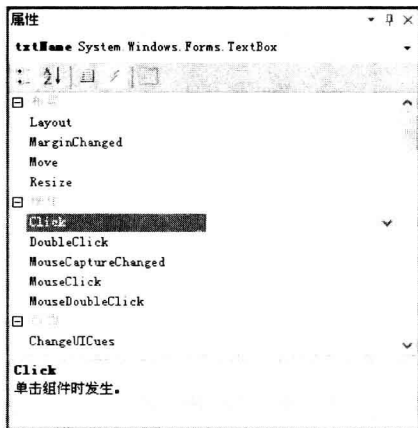 属性
txtName System.Windows.Forms.TextBox
Layout
MarginChanged
Move
Resize
Click
DoubleClick
MouseCaptureChanged
MouseClick
MouseDoubleClick
ChangeUICues
Click
单击组件时发生。